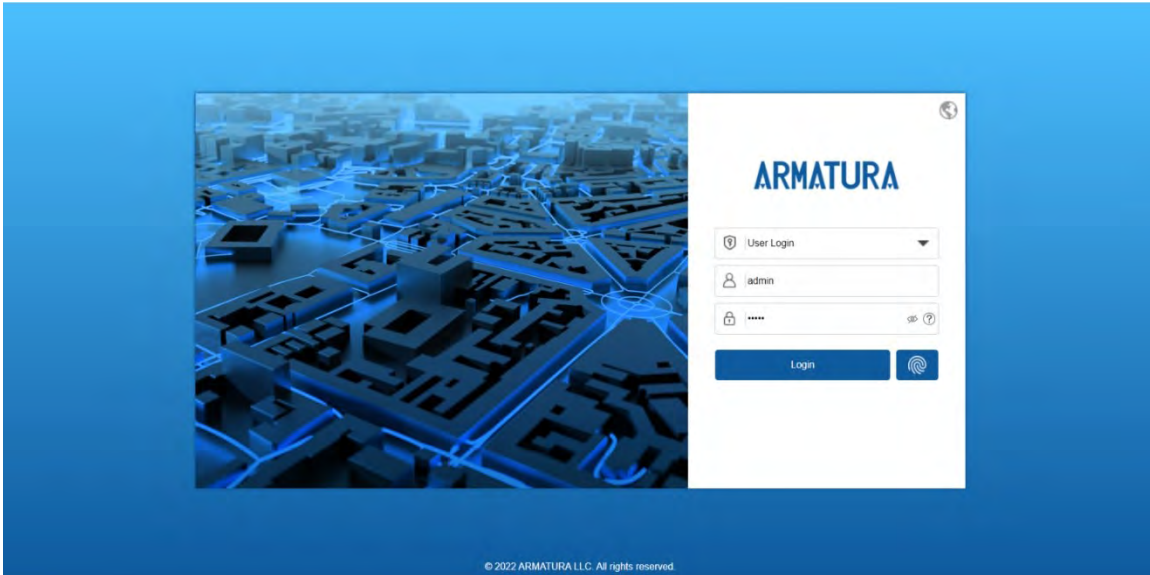 ARMATURA
User Login
admin
•••••
Login
© 2022 ARMATURA LLC. All rights reserved.